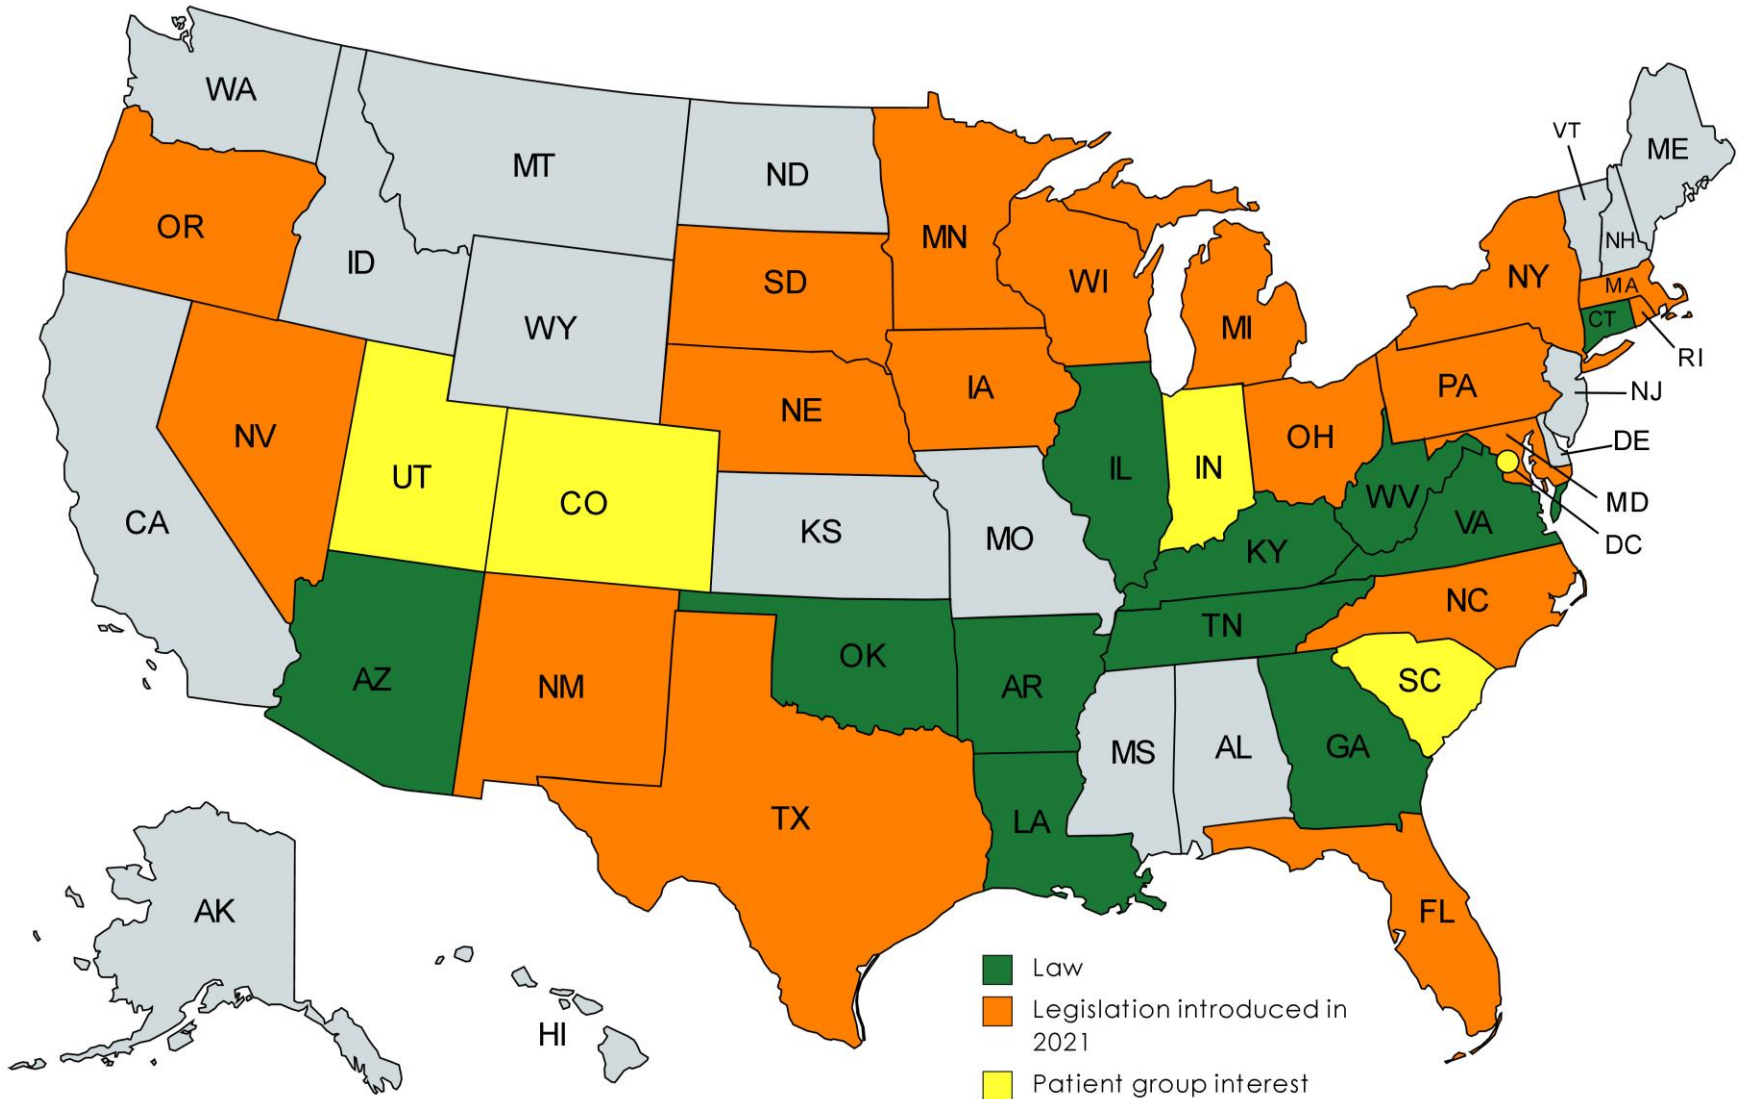 WA
VT
ME
MT
ND
OR
MN
NH
ID
SD
WI
NY
MA
WY
MI
CT
RI
IA
PA
NJ
NE
NV
OH
DE
UT
IL
IN
CO
WV
MD
CA
KS
MO
VA
DC
KY
NC
TN
OK
AZ
NM
AR
SC
MS
AL
GA
TX
LA
AK
FL
HI
Law
Legislation introduced in
2021
Patient group interest